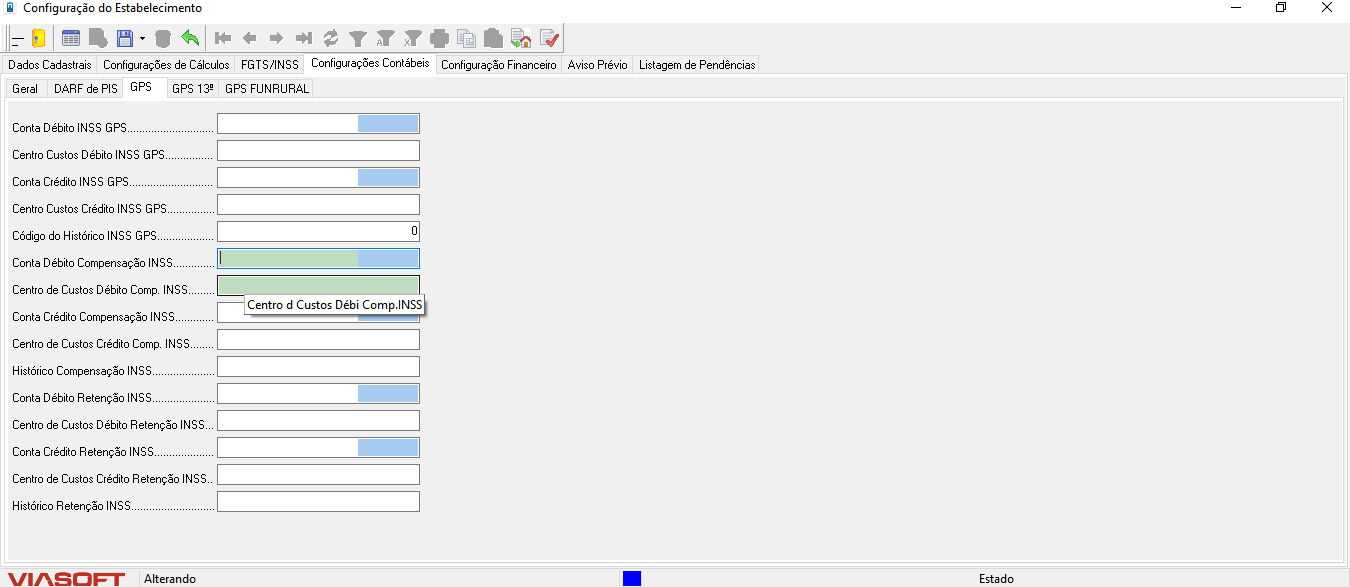 Configuração do Estabelecimento
Dados Cadastrais Configurações de Cálculos FGTS/INSS Configurações Contábeis Configuração Financeiro Aviso Prévio Listagem de Pendências
Geral DARF de PIS GPS GPS 13º GPS FUNRURAL
Conta Débito INSS GPS.............................
Centro Custos Débito INSS GPS................
Conta Crédito INSS GPS............................
Centro Custos Crédito INSS GPS................
Código do Histórico INSS GPS................... 0
Conta Débito Compensação INSS..............
Centro de Custos Débito Comp. INSS.........
Centro d Custos Débi Comp.INSS
Conta Crédito Compensação INSS.............
Centro de Custos Crédito Comp. INSS........
Histórico Compensação INSS.....................
Conta Débito Retenção INSS.....................
Centro de Custos Débito Retenção INSS...
Conta Crédito Retenção INSS....................
Centro de Custos Crédito Retenção INSS..
Histórico Retenção INSS............................
VIASOFT Alterando Estado